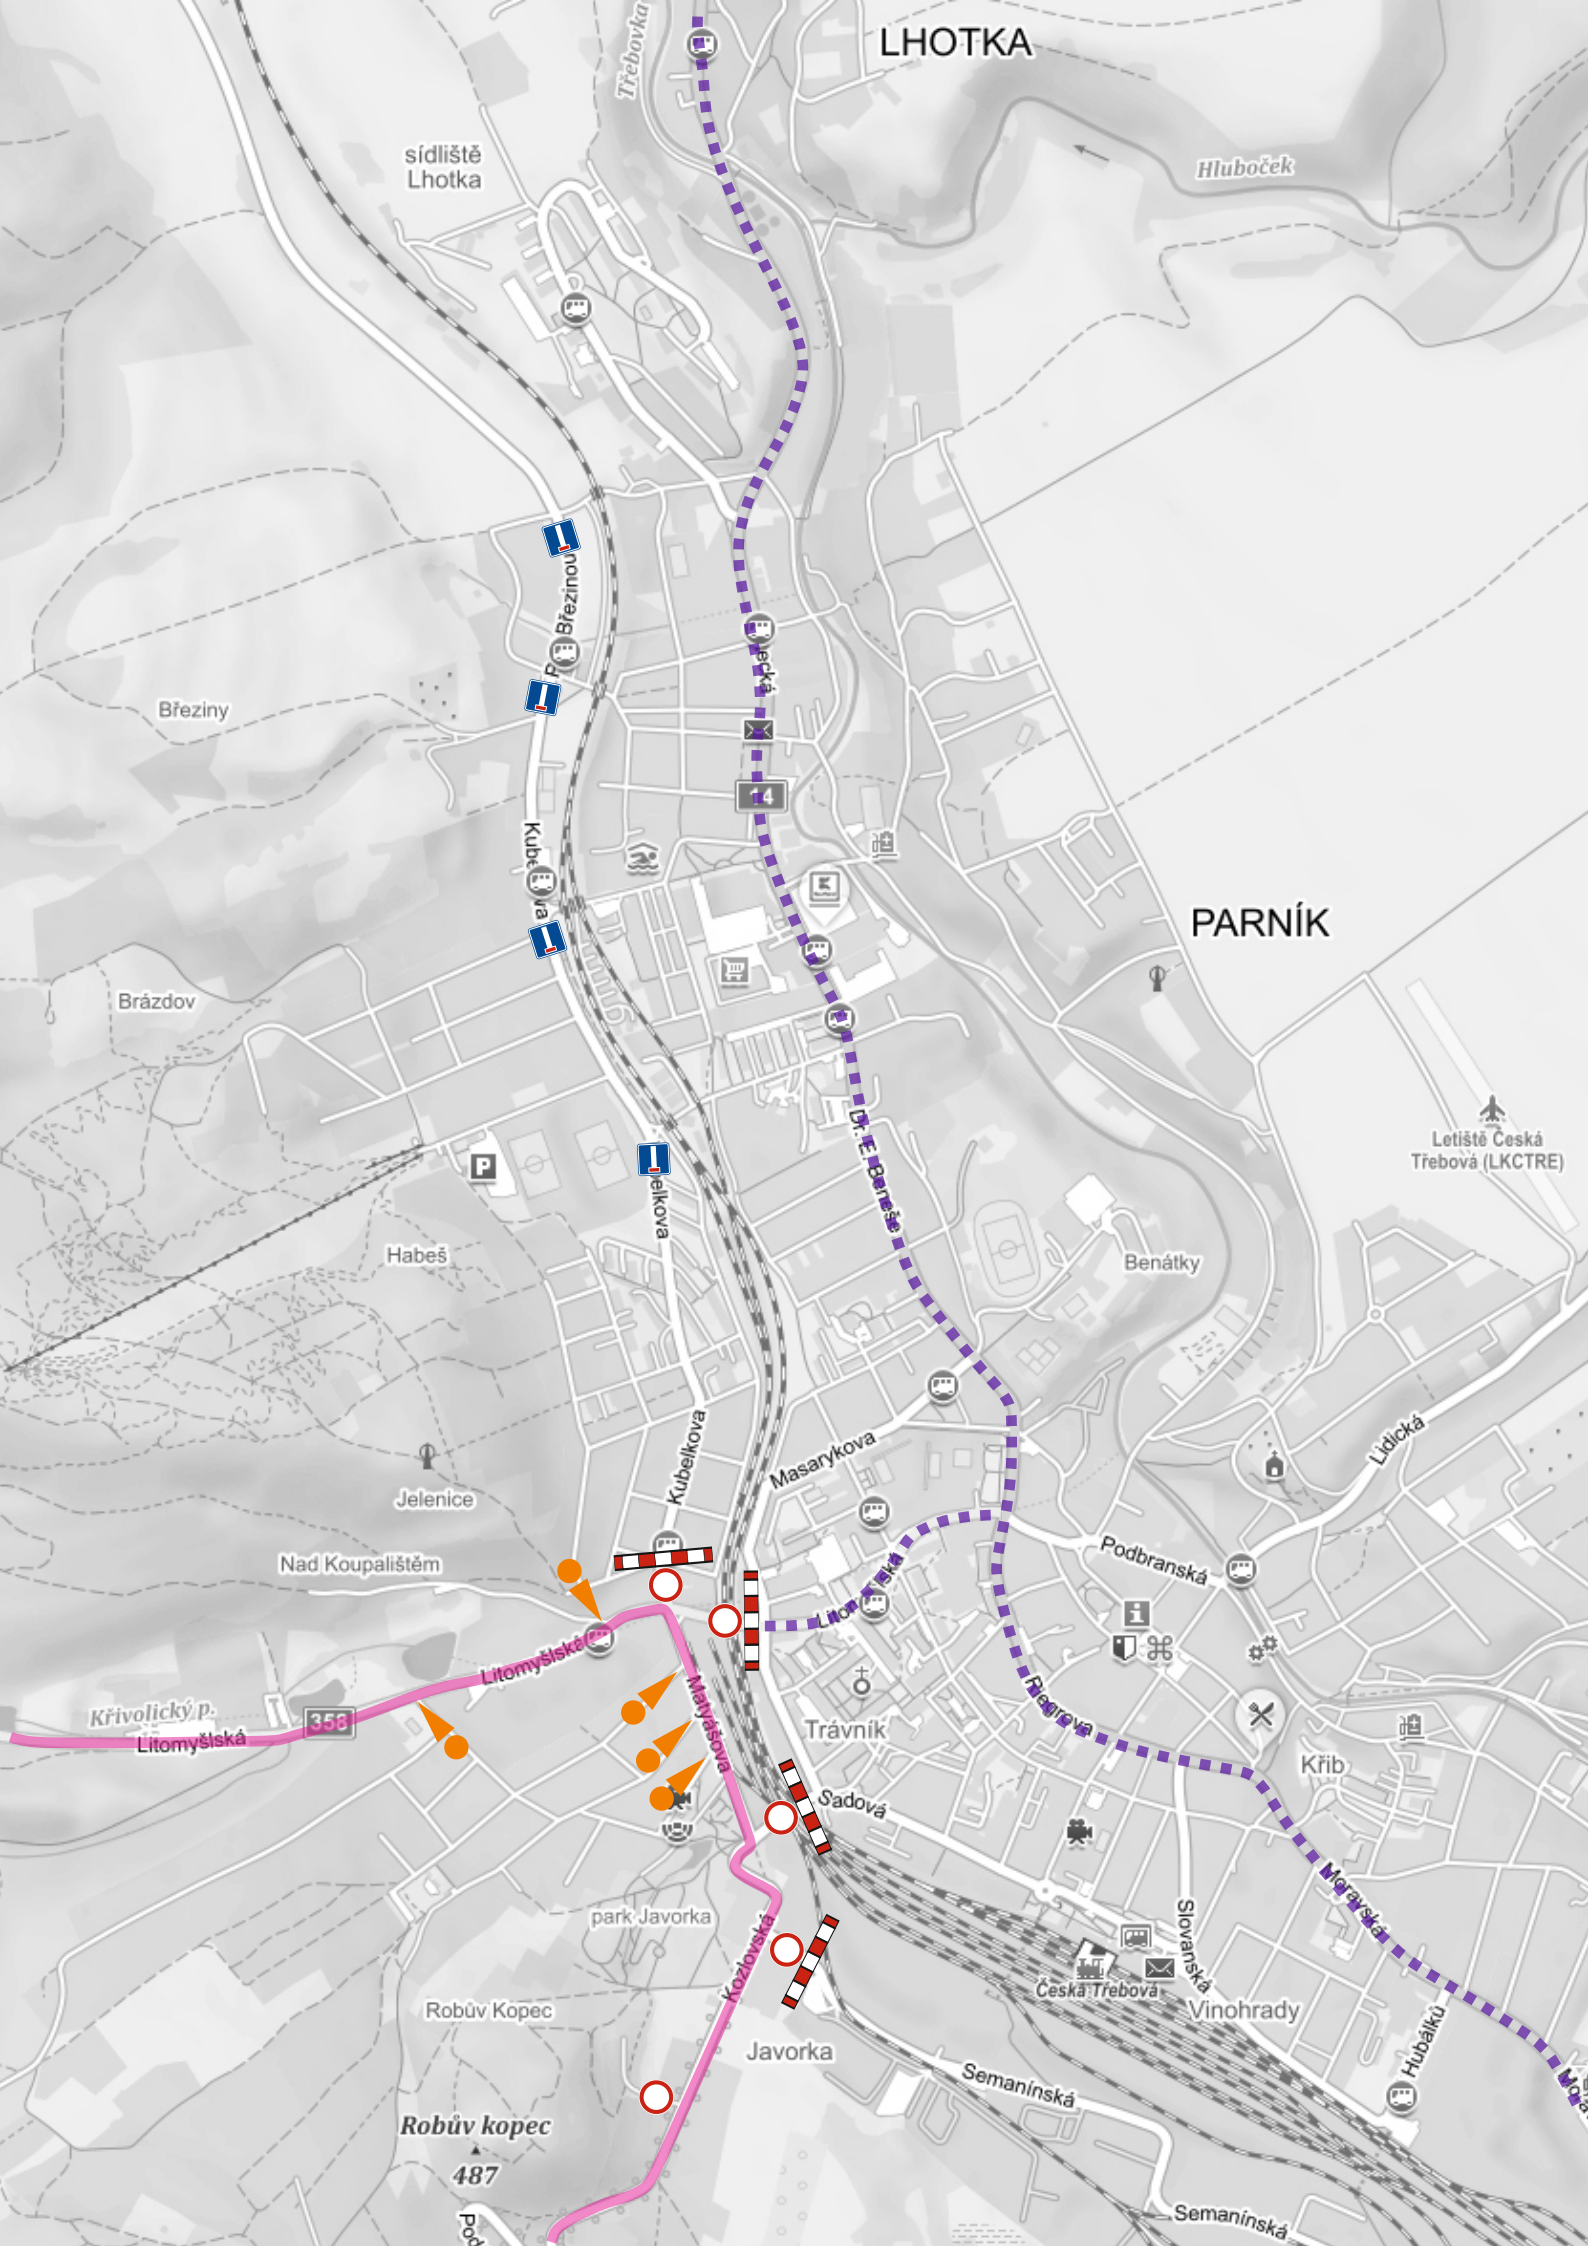 LHOTKA
Třebovka
sídliště
Lhotka
Hluboček
Březinou
Březiny
14
PARNÍK
Brázdov
Letiště Česká
Třebová (LKCTRE)
P
Dr. E. Beneše
Habeš
Benátky
Kubelkova
Masarykova
Lidická
Jelenice
Nad Koupalištěm
Podbranská
Litomyšlská
Křivolický p.
358
Litomyšlská
Matyášova
Trávník
Riegrova
Křib
Sadová
Moravská
park Javorka
Kozlovská
Slovanská
Česká Třebová
Robův Kopec
Vinohrady
Javorka
Hubálků
Semanínská
Robův kopec
487
Semanínská